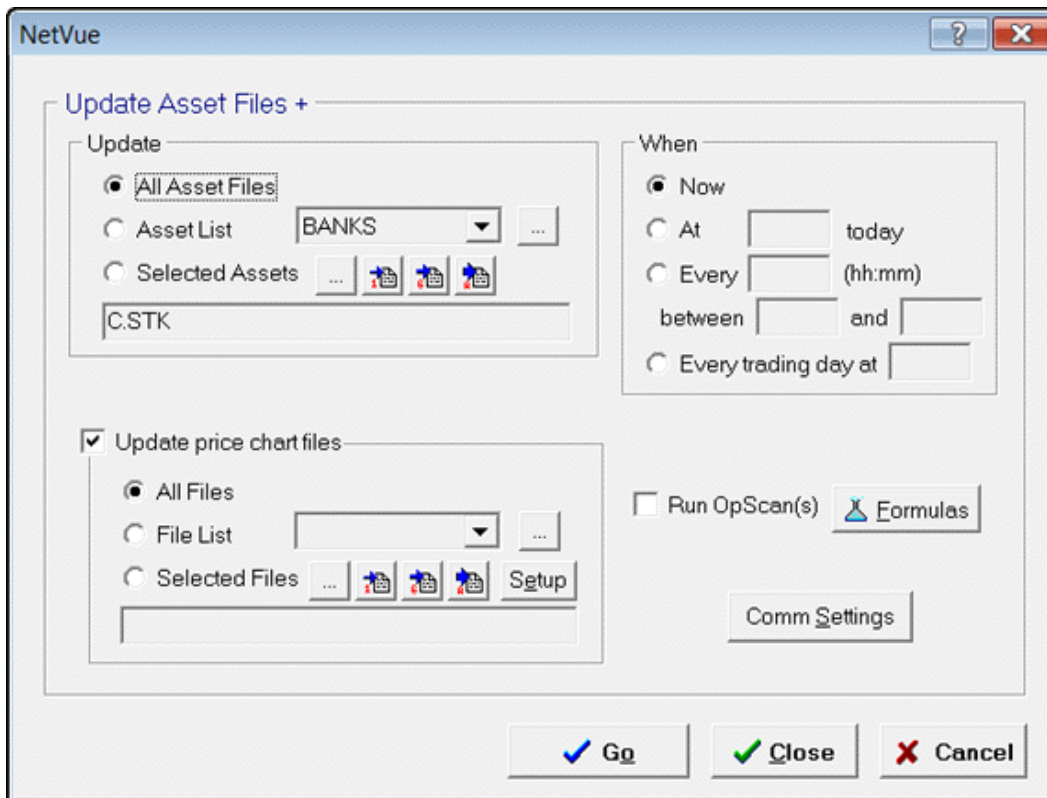 NetVue
Update Asset Files +
Update
All Asset Files
Asset List BANKS ...
Selected Assets ...
C.STK
When
Now
At today
Every (hh:mm)
between and
Every trading day at
Update price chart files
All Files
File List ...
Selected Files ... Setup
Run OpScan(s) Formulas
Comm Settings
Go Close Cancel